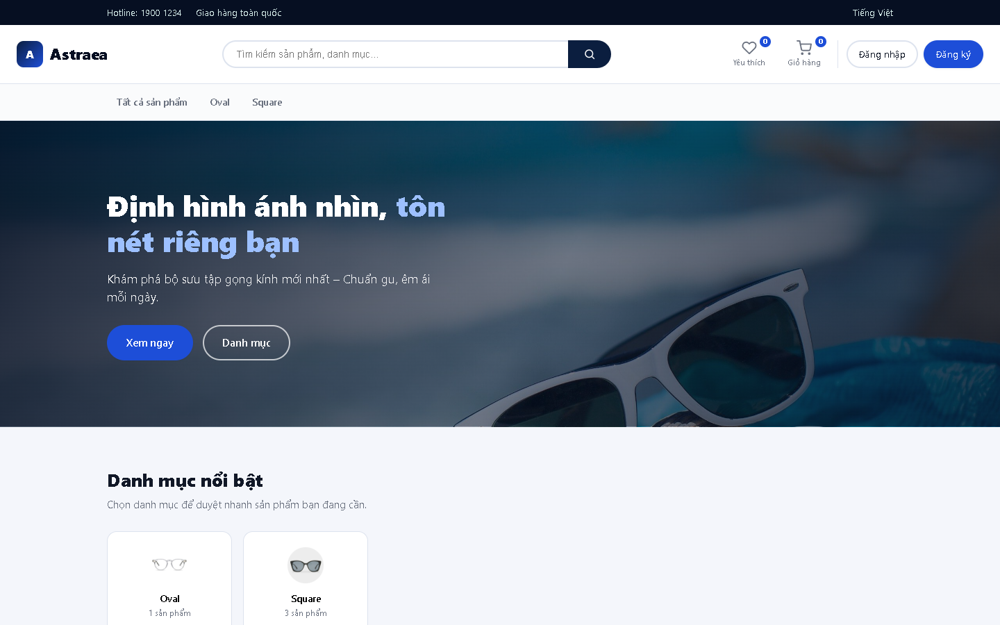 Hotline: 1900 1234 Giao hàng toàn quốc Tiếng Việt
A Astraea
Tìm kiếm sản phẩm, danh mục...
0 0
Yêu thích Giỏ hàng Đăng nhập Đăng ký
Tất cả sản phẩm Oval Square
Định hình ánh nhìn, tôn
nét riêng bạn
Khám phá bộ sưu tập gọng kính mới nhất – Chuẩn gu, êm ái
mỗi ngày.
Xem ngay Danh mục
Danh mục nổi bật
Chọn danh mục để duyệt nhanh sản phẩm bạn đang cần.
Oval Square
1 sản phẩm 3 sản phẩm